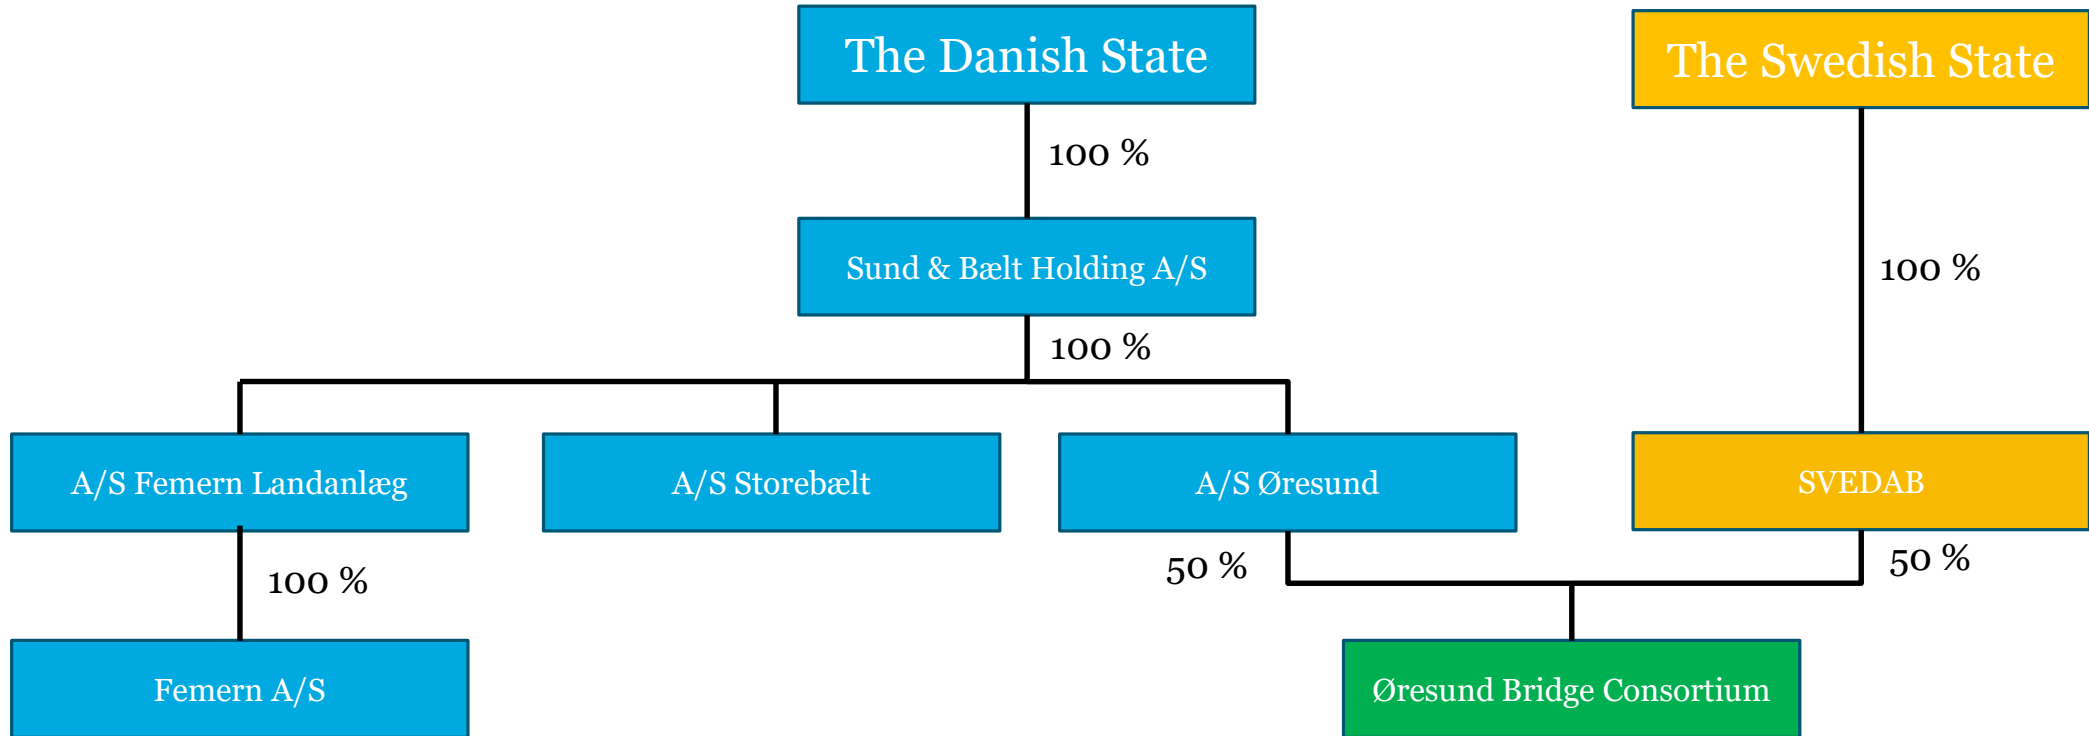 The Danish State
The Swedish State
100 %
Sund & Bælt Holding A/S
100 %
100 %
A/S Femern Landanlæg
A/S Storebælt
A/S Øresund
SVEDAB
100 %
50 %
50 %
Femern A/S
Øresund Bridge Consortium